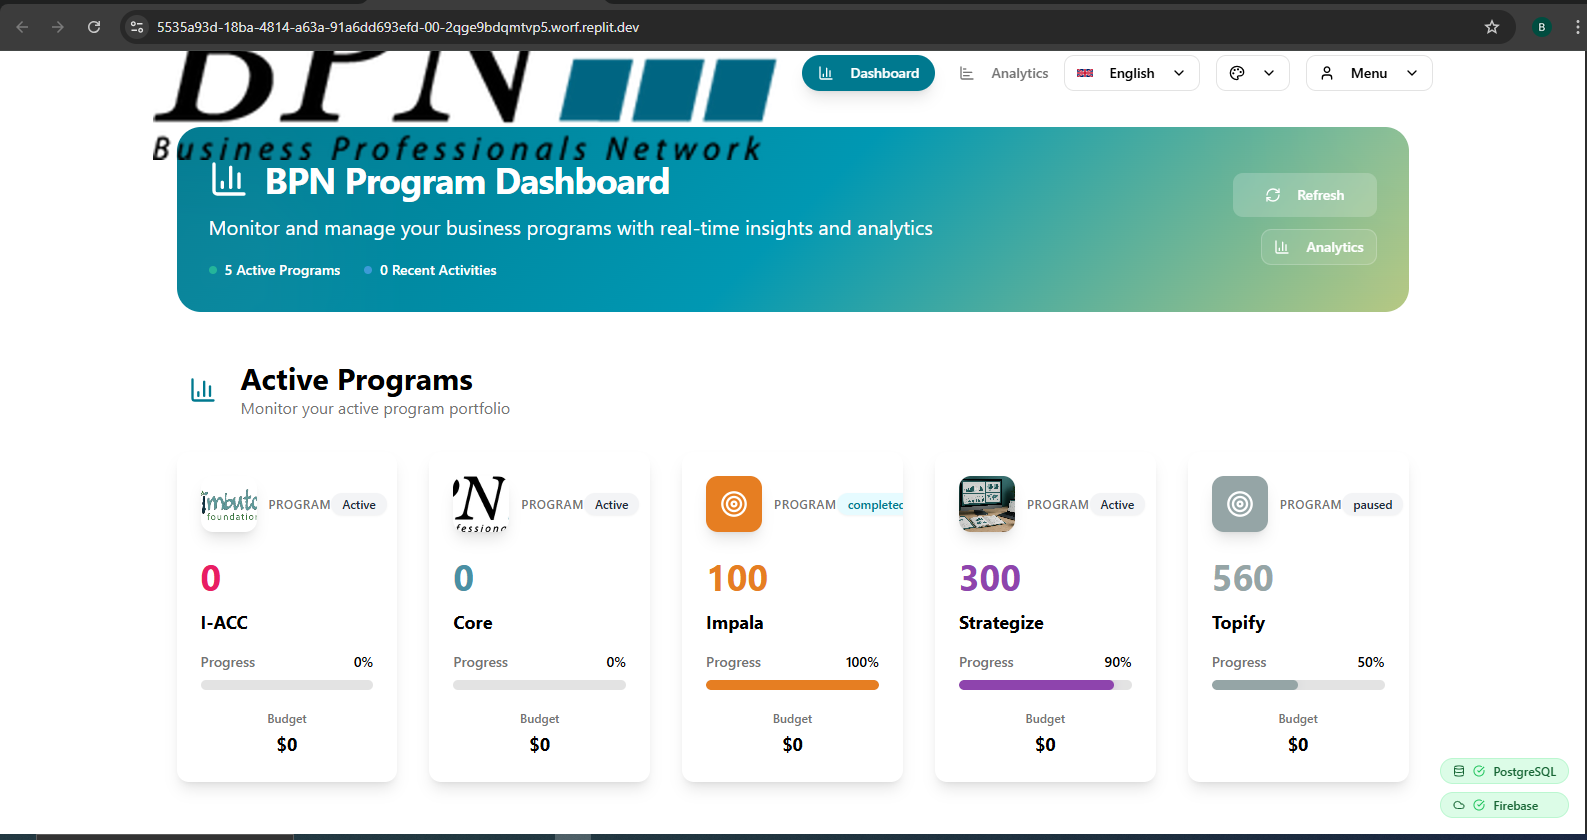 5535a93d-18ba-4814-a63a-91a6dd693efd-00-2qge9bdqmtvp5.worf.replit.dev
B
BPN
Business Professionals Network
Dashboard
Analytics
English
Menu
BPN Program Dashboard
Monitor and manage your business programs with real-time insights and analytics
5 Active Programs
0 Recent Activities
Refresh
Analytics
Active Programs
Monitor your active program portfolio
imbuto
foundation
PROGRAM
Active
0
I-ACC
Progress
0%
Budget
$0
PN
fessiona
PROGRAM
Active
0
Core
Progress
0%
Budget
$0
PROGRAM
completed
100
Impala
Progress
100%
Budget
$0
PROGRAM
Active
300
Strategize
Progress
90%
Budget
$0
PROGRAM
paused
560
Topify
Progress
50%
Budget
$0
PostgreSQL
Firebase